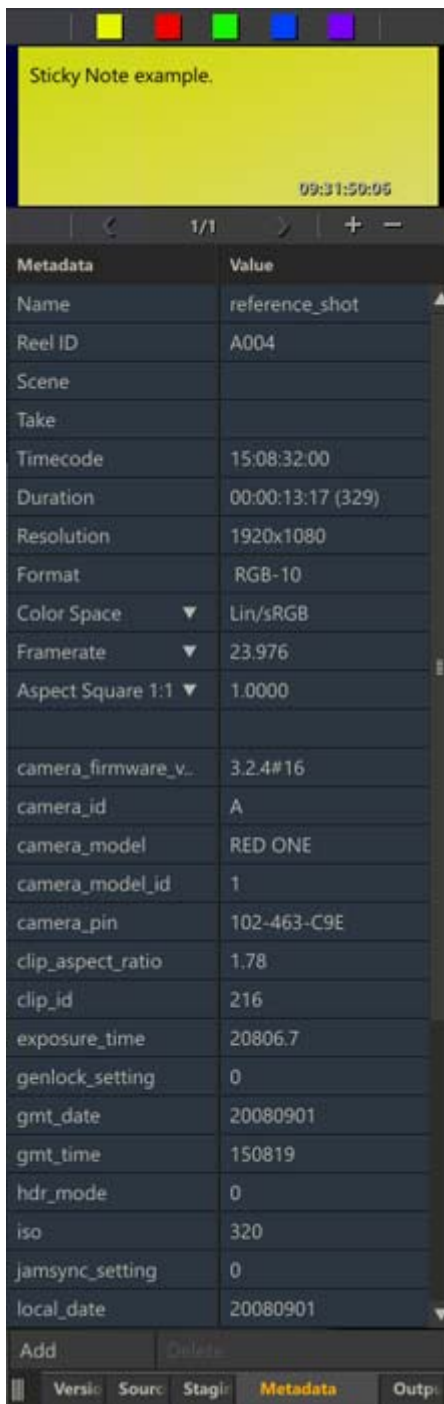 Sticky Note example.
09:31:50:06
1/1
Metadata Value
Name reference_shot
Reel ID A004
Scene
Take
Timecode 15:08:32:00
Duration 00:00:13:17 (329)
Resolution 1920x1080
Format RGB-10
Color Space Lin/sRGB
Framerate 23.976
Aspect Square 1:1 1.0000
camera_firmware_v.. 3.2.4#16
camera_id A
camera_model RED ONE
camera_model_id 1
camera_pin 102-463-C9E
clip_aspect_ratio 1.78
clip_id 216
exposure_time 20806.7
genlock_setting 0
gmt_date 20080901
gmt_time 150819
hdr_mode 0
iso 320
jamsync_setting 0
local_date 20080901
Add Delete
Versic Sourc Stagir Metadata Outpu